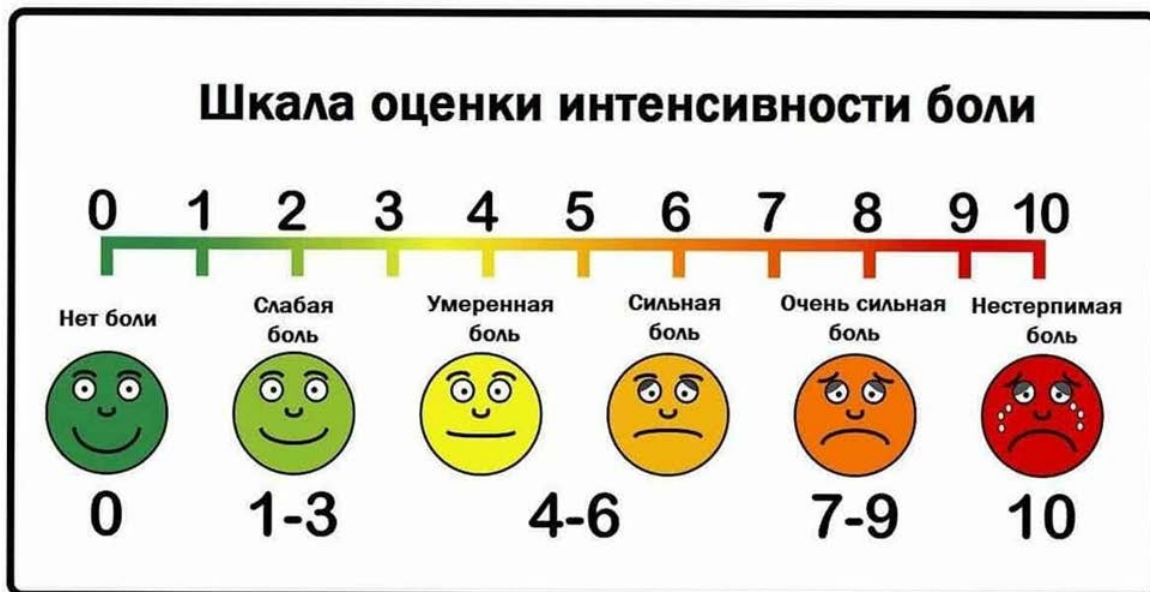 Шкала оценки интенсивности боли
0 1 2 3 4 5 6 7 8 9 10
Нет боли
Слабая
боль
Умеренная
боль
Сильная
боль
Очень сильная
боль
Нестерпимая
боль
0 1-3 4-6 7-9 10